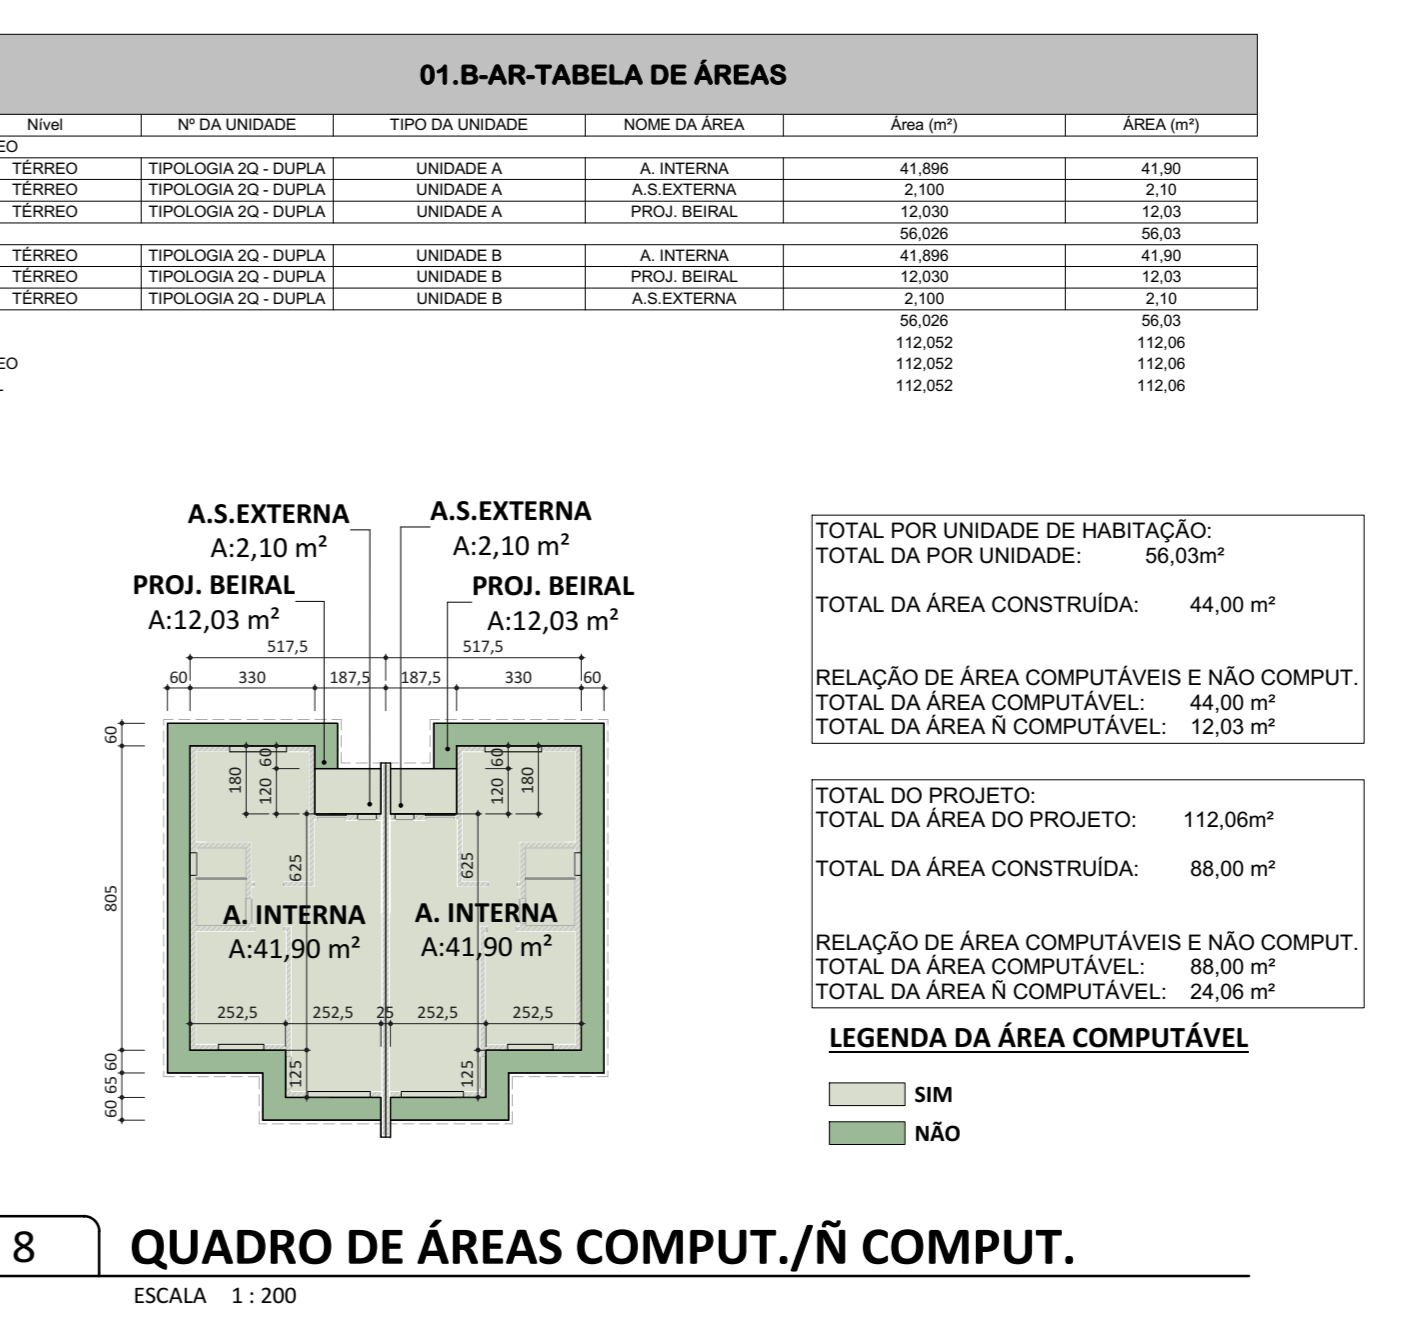 01.B-AR-TABELA DE ÁREAS
Nível Nº DA UNIDADE TIPO DA UNIDADE NOME DA ÁREA Área (m²) ÁREA (m²)
EO
TÉRREO TIPOLOGIA 2Q - DUPLA UNIDADE A A. INTERNA 41,896 41,90
TÉRREO TIPOLOGIA 2Q - DUPLA UNIDADE A A.S.EXTERNA 2,100 2,10
TÉRREO TIPOLOGIA 2Q - DUPLA UNIDADE A PROJ. BEIRAL 12,030 12,03
56,026 56,03
TÉRREO TIPOLOGIA 2Q - DUPLA UNIDADE B A. INTERNA 41,896 41,90
TÉRREO TIPOLOGIA 2Q - DUPLA UNIDADE B PROJ. BEIRAL 12,030 12,03
TÉRREO TIPOLOGIA 2Q - DUPLA UNIDADE B A.S.EXTERNA 2,100 2,10
56,026 56,03
112,052 112,06
EO 112,052 112,06
112,052 112,06
A.S.EXTERNA A.S.EXTERNA
A:2,10 m² A:2,10 m²
PROJ. BEIRAL PROJ. BEIRAL
A:12,03 m² A:12,03 m²
517,5 517,5
60 330 187,5 187,5 330 60
60
60 60
180 120 120 180
625 625
805
A. INTERNA A. INTERNA
A:41,90 m² A:41,90 m²
252,5 252,5 25 252,5 252,5
60
125 125
65
60
TOTAL POR UNIDADE DE HABITAÇÃO:
TOTAL DA POR UNIDADE: 56,03m²
TOTAL DA ÁREA CONSTRUÍDA: 44,00 m²
RELAÇÃO DE ÁREA COMPUTÁVEIS E NÃO COMPUT.
TOTAL DA ÁREA COMPUTÁVEL: 44,00 m²
TOTAL DA ÁREA Ñ COMPUTÁVEL: 12,03 m²
TOTAL DO PROJETO:
TOTAL DA ÁREA DO PROJETO: 112,06m²
TOTAL DA ÁREA CONSTRUÍDA: 88,00 m²
RELAÇÃO DE ÁREA COMPUTÁVEIS E NÃO COMPUT.
TOTAL DA ÁREA COMPUTÁVEL: 88,00 m²
TOTAL DA ÁREA Ñ COMPUTÁVEL: 24,06 m²
LEGENDA DA ÁREA COMPUTÁVEL
SIM
NÃO
8 QUADRO DE ÁREAS COMPUT./Ñ COMPUT.
ESCALA 1 : 200